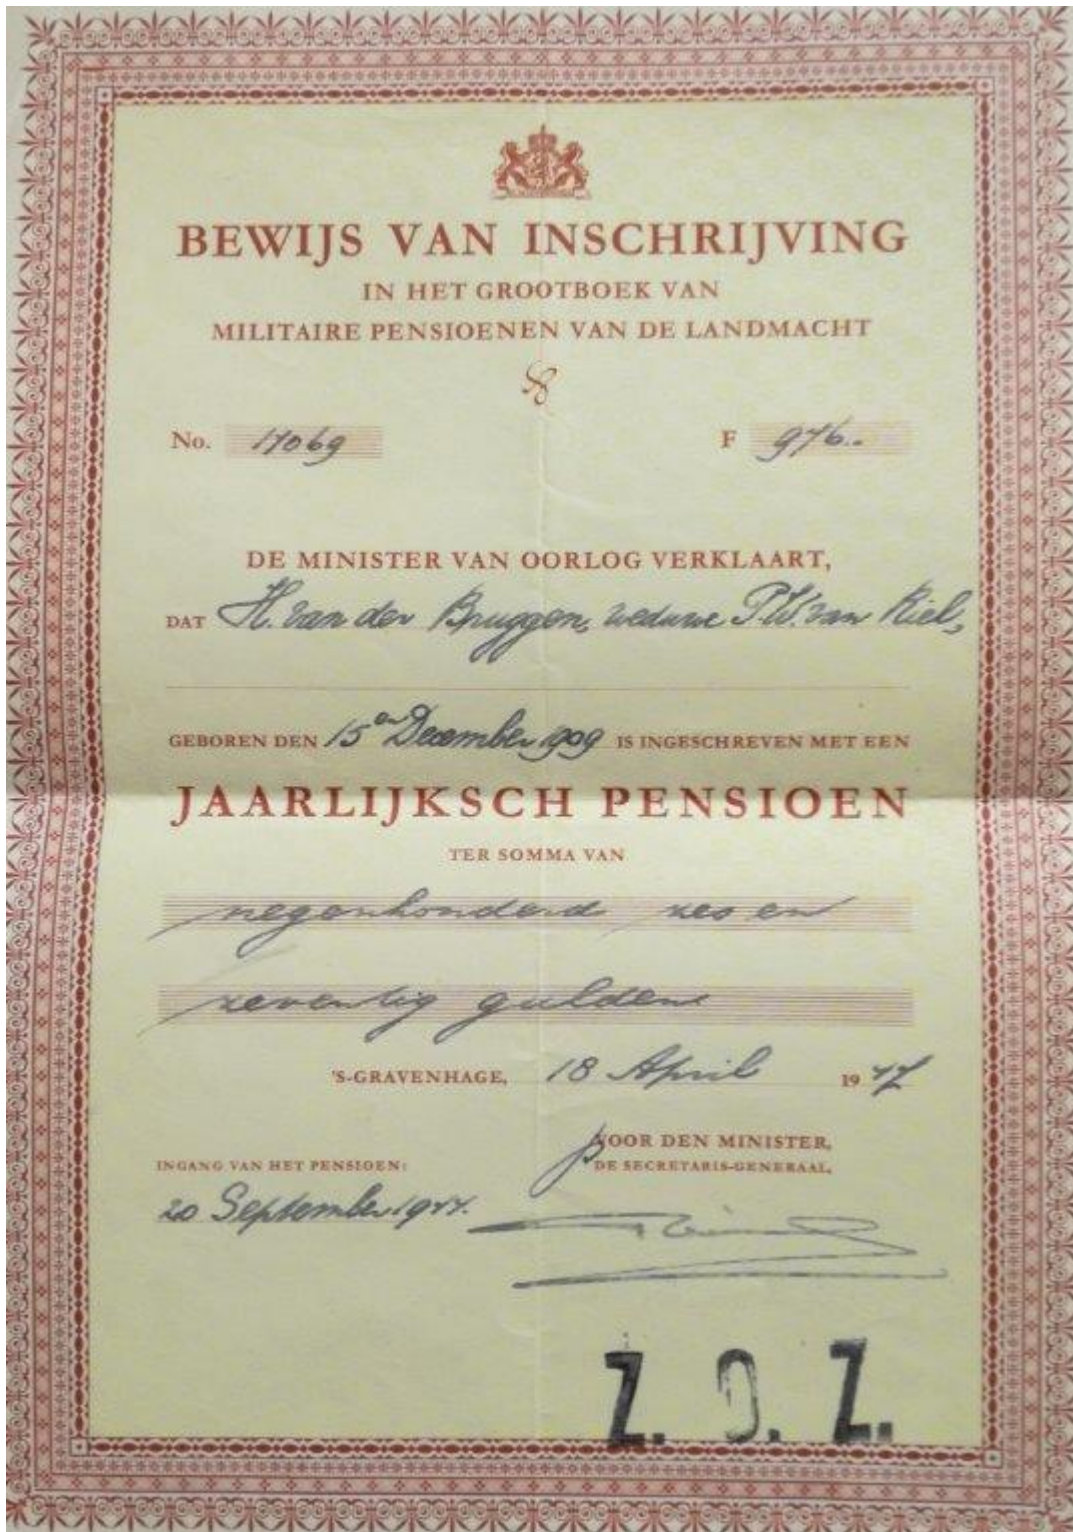 BEWIJS VAN INSCHRIJVING
IN HET GROOTBOEK VAN
MILITAIRE PENSIOENEN VAN DE LANDMACHT
No. 17069 F 976..
DE MINISTER VAN OORLOG VERKLAART,
DAT H. van der Bruggen, weduwe P.W. van Riel,
GEBOREN DEN 15en December 1909 IS INGESCHREVEN MET EEN
JAARLIJKSCH PENSIOEN
TER SOMMA VAN
negenhonderd zes en
zeventig gulden
'S-GRAVENHAGE, 18 April 1947
VOOR DEN MINISTER,
DE SECRETARIS-GENERAAL,
INGANG VAN HET PENSIOEN:
20 September 1944.
Z. O. Z.